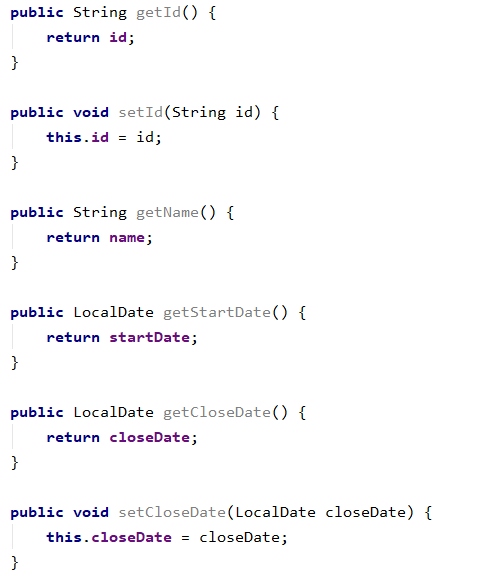 public String getId() {
return id;
}
public void setId(String id) {
this.id = id;
}
public String getName() {
return name;
}
public LocalDate getStartDate() {
return startDate;
}
public LocalDate getCloseDate() {
return closeDate;
}
public void setCloseDate(LocalDate closeDate) {
this.closeDate = closeDate;
}